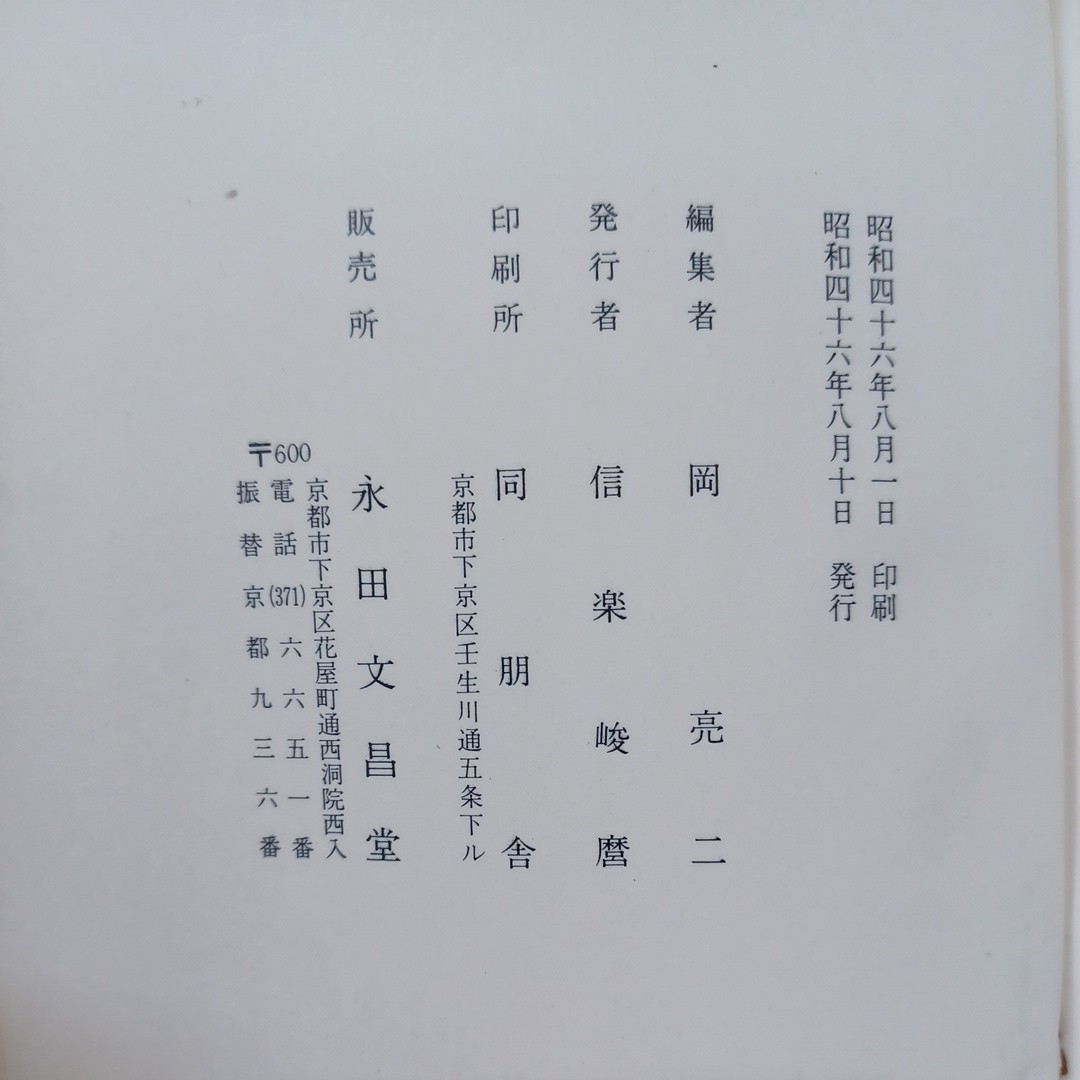 昭和四十六年八月一日 印刷
昭和四十六年八月十日 発行
編集者 岡亮二
発行者 信楽峻麿
印刷所 同朋舎
京都市下京区壬生川通五条下ル
販売所 永田文昌堂
〒600
京都市下京区花屋町通西洞院西入
電話(371)六六五一番
振替京都九三六番